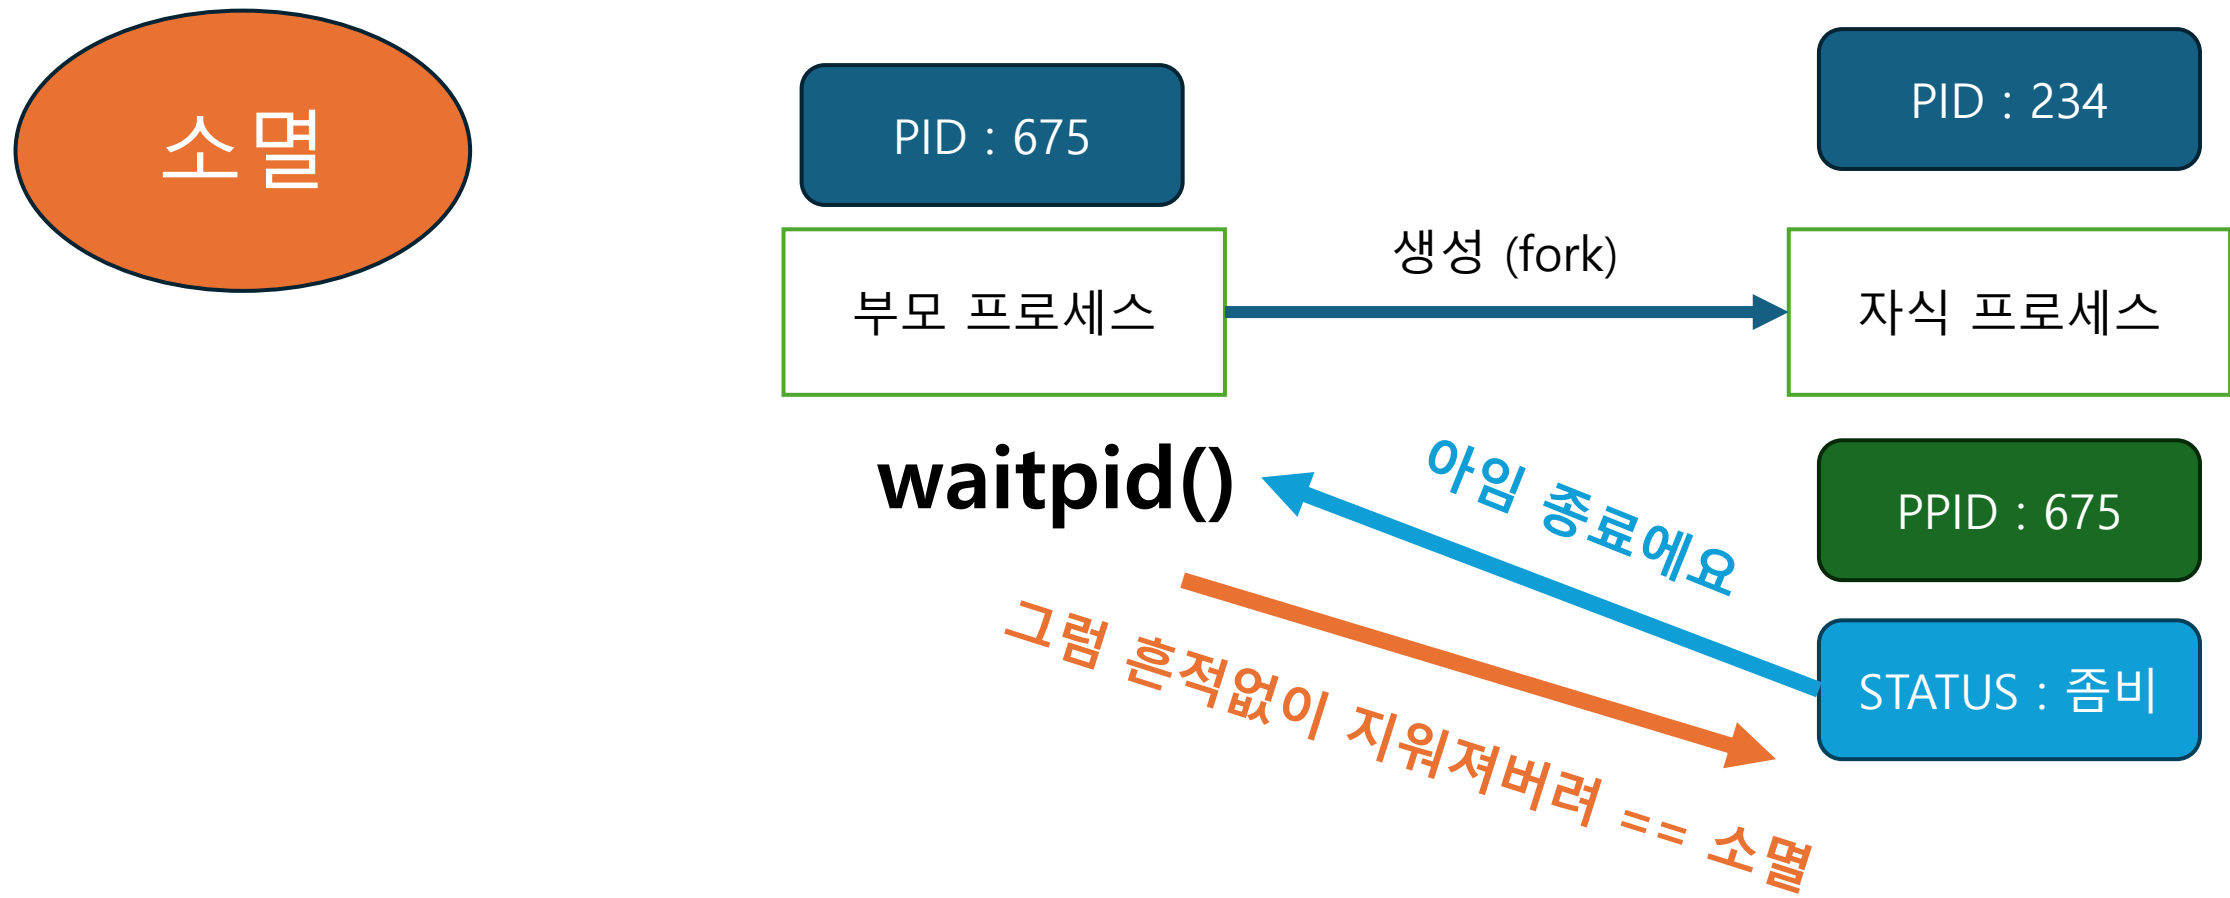 소멸
PID : 675
PID : 234
부모 프로세스
생성 (fork)
자식 프로세스
waitpid()
아임 종료에요
PPID : 675
그럼 흔적없이 지워져버려 == 소멸
STATUS : 좀비